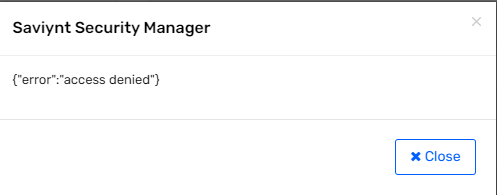 Saviynt Security Manager
{"error":"access denied"}
Close